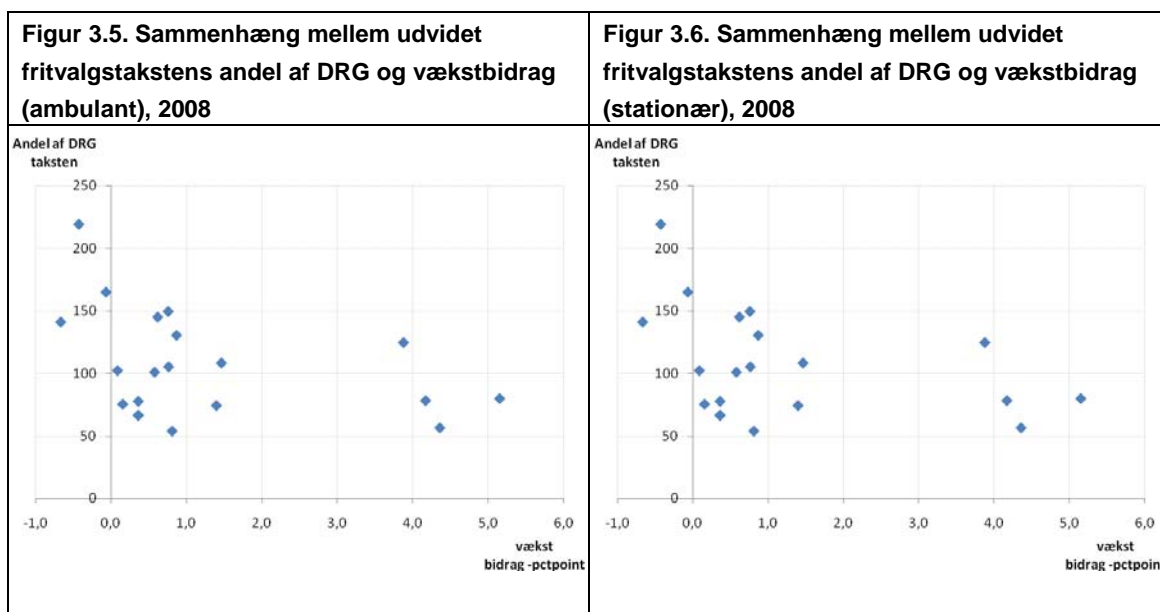 Figur 3.5. Sammenhæng mellem udvidet
fritvalgstakstens andel af DRG og vækstbidrag
(ambulant), 2008
Figur 3.6. Sammenhæng mellem udvidet
fritvalgstakstens andel af DRG og vækstbidrag
(stationær), 2008
Andel af DRG
taksten
250
200
150
100
50
0
-1,0 0,0 1,0 2,0 3,0 4,0 5,0 6,0
vækst
bidrag -pctpoint
Andel af DRG
taksten
250
200
150
100
50
0
-1,0 0,0 1,0 2,0 3,0 4,0 5,0 6,0
vækst
bidrag -pctpoin